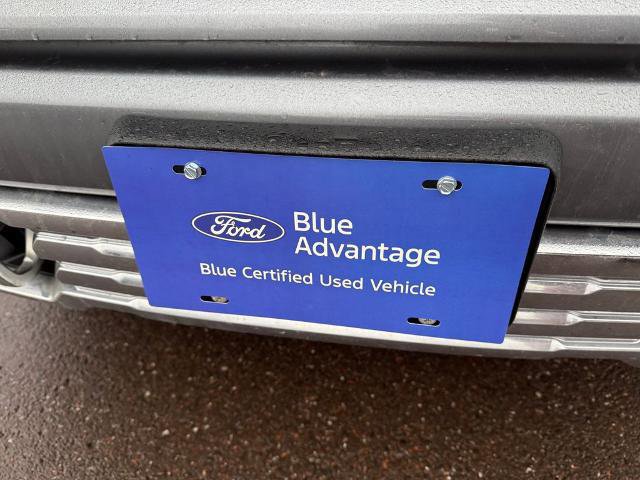 Ford
Blue
Advantage
Blue Certified Used Vehicle